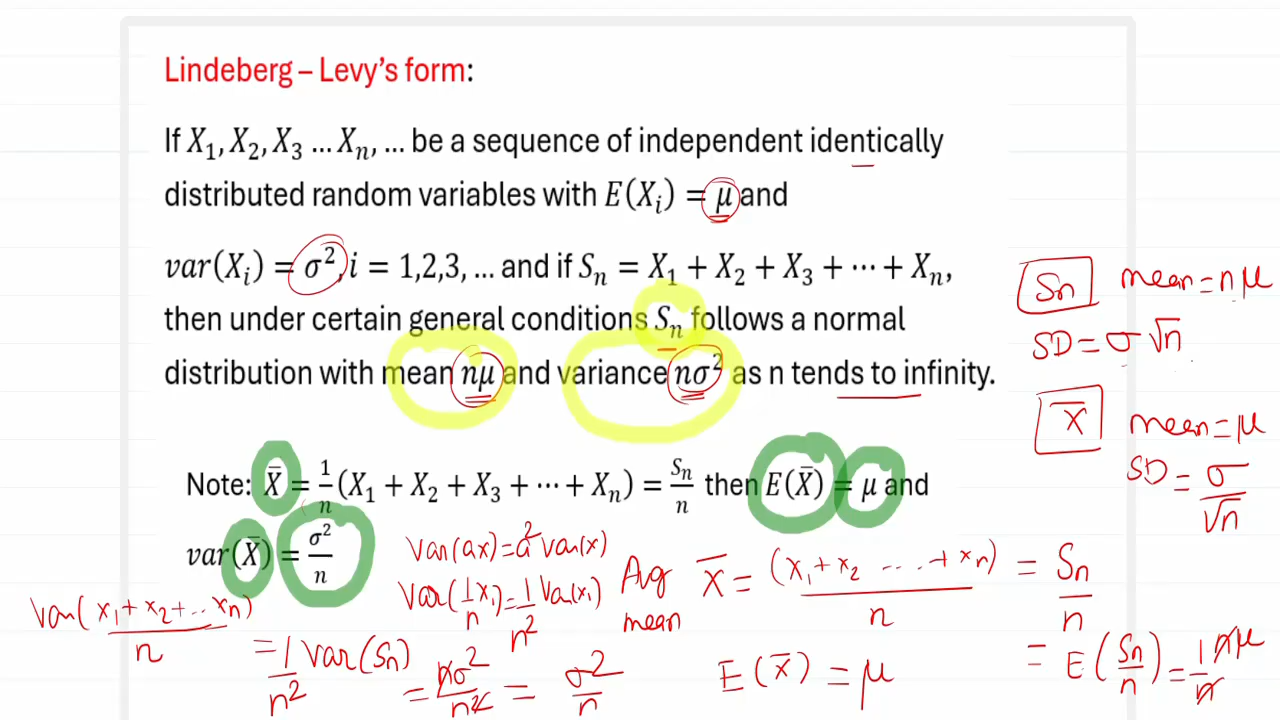 Lindeberg – Levy's form:
If X₁, X₂, X₃ … Xₙ, … be a sequence of independent identically
distributed random variables with E(Xᵢ) = μ and
var(Xᵢ) = σ², i = 1,2,3, … and if Sₙ = X₁ + X₂ + X₃ + ⋯ + Xₙ,
then under certain general conditions Sₙ follows a normal
distribution with mean nμ and variance nσ² as n tends to infinity.
Sn mean = nμ
SD = σ√n
X̄ mean = μ
SD = σ/√n
Note: X̄ = 1/n (X₁ + X₂ + X₃ + ⋯ + Xₙ) = Sₙ/n then E(X̄) = μ and
var(X̄) = σ²/n
Var(ax) = a² Var(x)
Var(1/n x₁) = 1/n² Var(x₁)
Var(x₁ + x₂ + .. xn)/n
= 1/n² Var(Sn) = nσ²/n² = σ²/n
Avg
mean
X̄ = (x₁ + x₂ .... + xn)/n = Sn/n
E(x̄) = μ
= E(Sn/n) = 1/n nμ